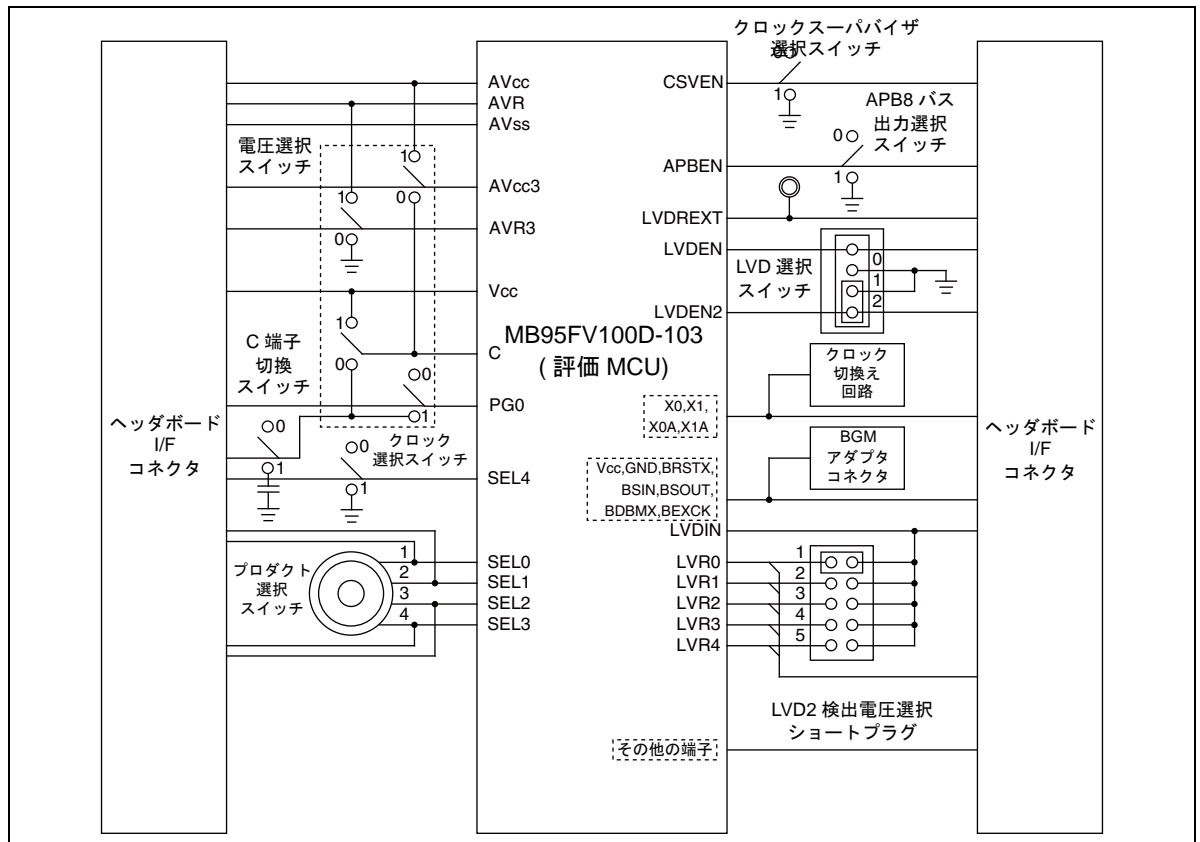 クロックスーパバイザ
選択スイッチ
0
1
CSVEN
APB8 バス
出力選択
スイッチ
0
1
APBEN
LVDREXT
LVDEN
LVD 選択
スイッチ
0
1
2
LVDEN2
AVcc
AVR
AVss
電圧選択
スイッチ
1
0
AVcc3
1
0
AVR3
Vcc
1
0
C 端子
切換
スイッチ
C
0
1
PG0
クロック
選択スイッチ
0
1
0
1
SEL4
MB95FV100D-103
( 評価 MCU)
ヘッダボード
I/F
コネクタ
ヘッダボード
I/F
コネクタ
クロック
切換え
回路
X0,X1,
X0A,X1A
BGM
アダプタ
コネクタ
Vcc,GND,BRSTX,
BSIN,BSOUT,
BDBMX,BEXCK
LVDIN
プロダクト
選択
スイッチ
1
2
3
4
SEL0
SEL1
SEL2
SEL3
LVR0
LVR1
LVR2
LVR3
LVR4
1
2
3
4
5
LVD2 検出電圧選択
ショートプラグ
その他の端子